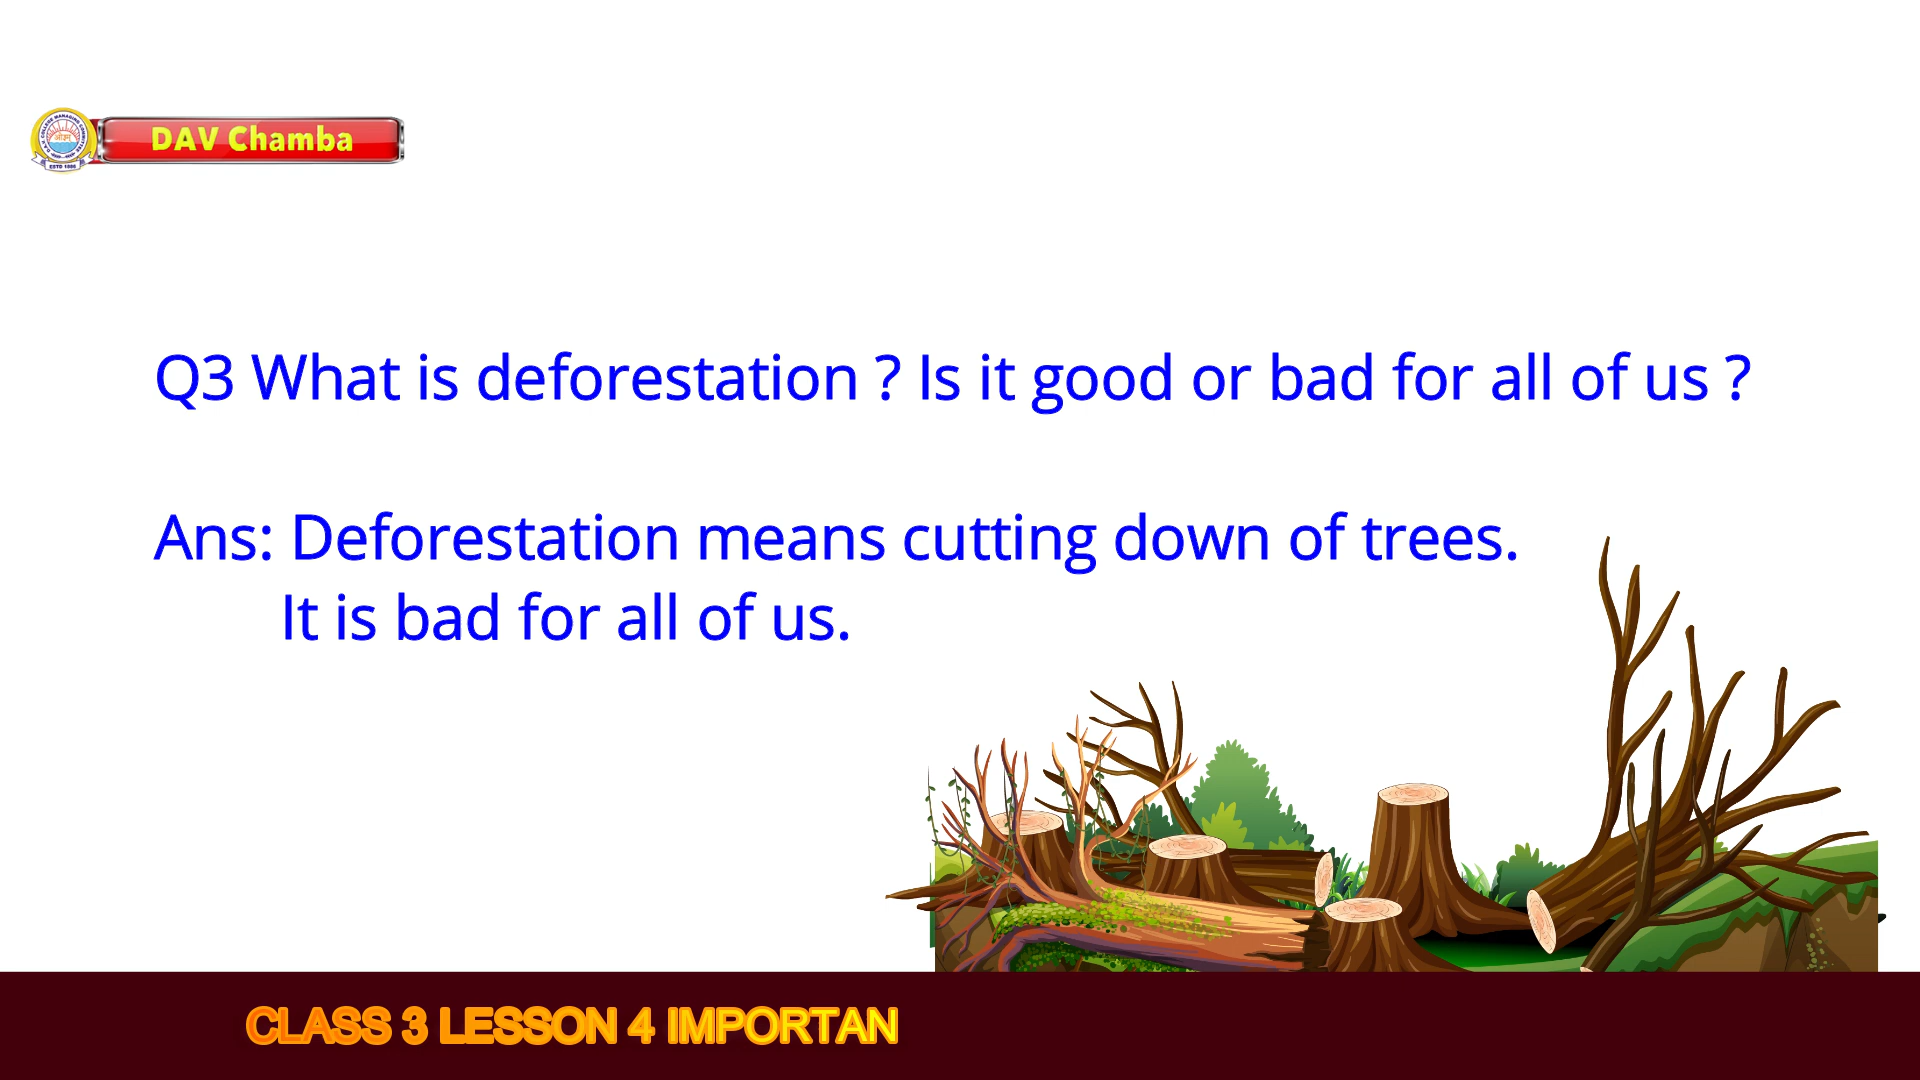 DAV Chamba
Q3 What is deforestation ? Is it good or bad for all of us ?
Ans: Deforestation means cutting down of trees.
It is bad for all of us.
CLASS 3 LESSON 4 IMPORTAN